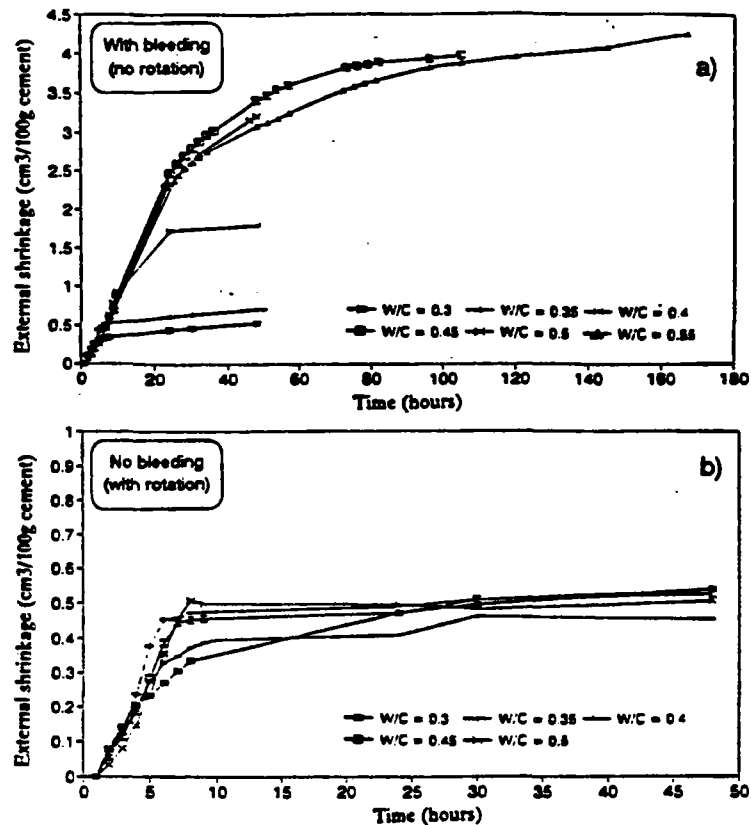 With bleeding
(no rotation)
a)
External shrinkage (cm3/100g cement)
4.5
4
3.5
3
2.5
2
1.5
1
0.5
0
W/C = 0.3 W/C = 0.35 W/C = 0.4
W/C = 0.45 W/C = 0.5 W/C = 0.55
0 20 40 60 80 100 120 140 160 180
Time (hours)
No bleeding
(with rotation)
b)
External shrinkage (cm3/100g cement)
1
0.9
0.8
0.7
0.6
0.5
0.4
0.3
0.2
0.1
0
W/C = 0.3 W/C = 0.35 W/C = 0.4
W/C = 0.45 W/C = 0.5
0 5 10 15 20 25 30 35 40 45 50
Time (hours)